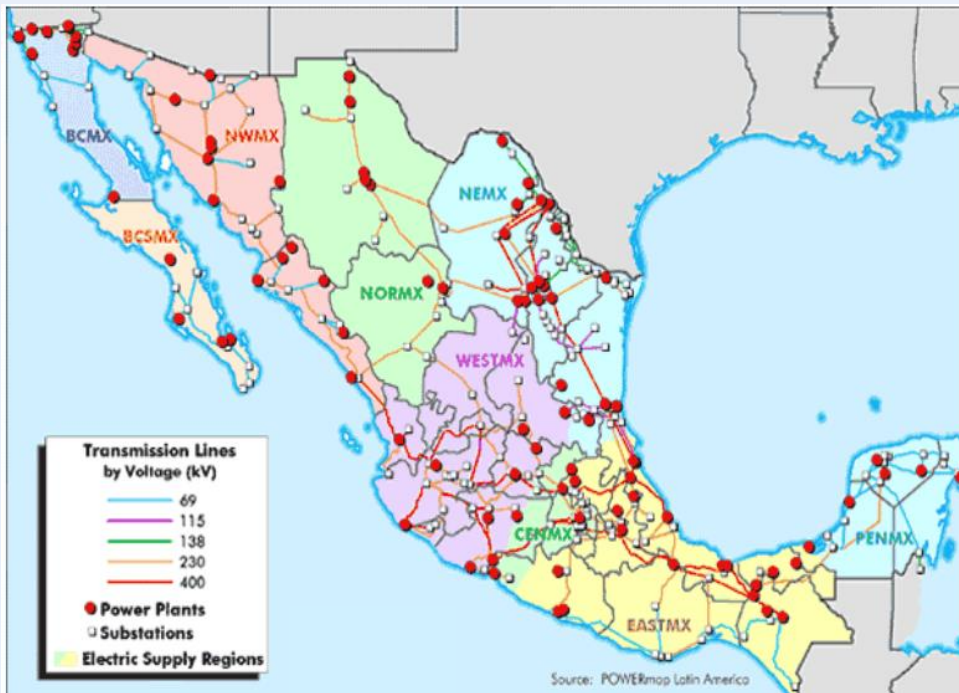 BCMX
NWMX
NEMX
BCSMX
NORMX
WESTMX
CENMX
PENMX
EASTMX
Transmission Lines
by Voltage (kV)
69
115
138
230
400
Power Plants
Substations
Electric Supply Regions
Source: POWERmap Latin America